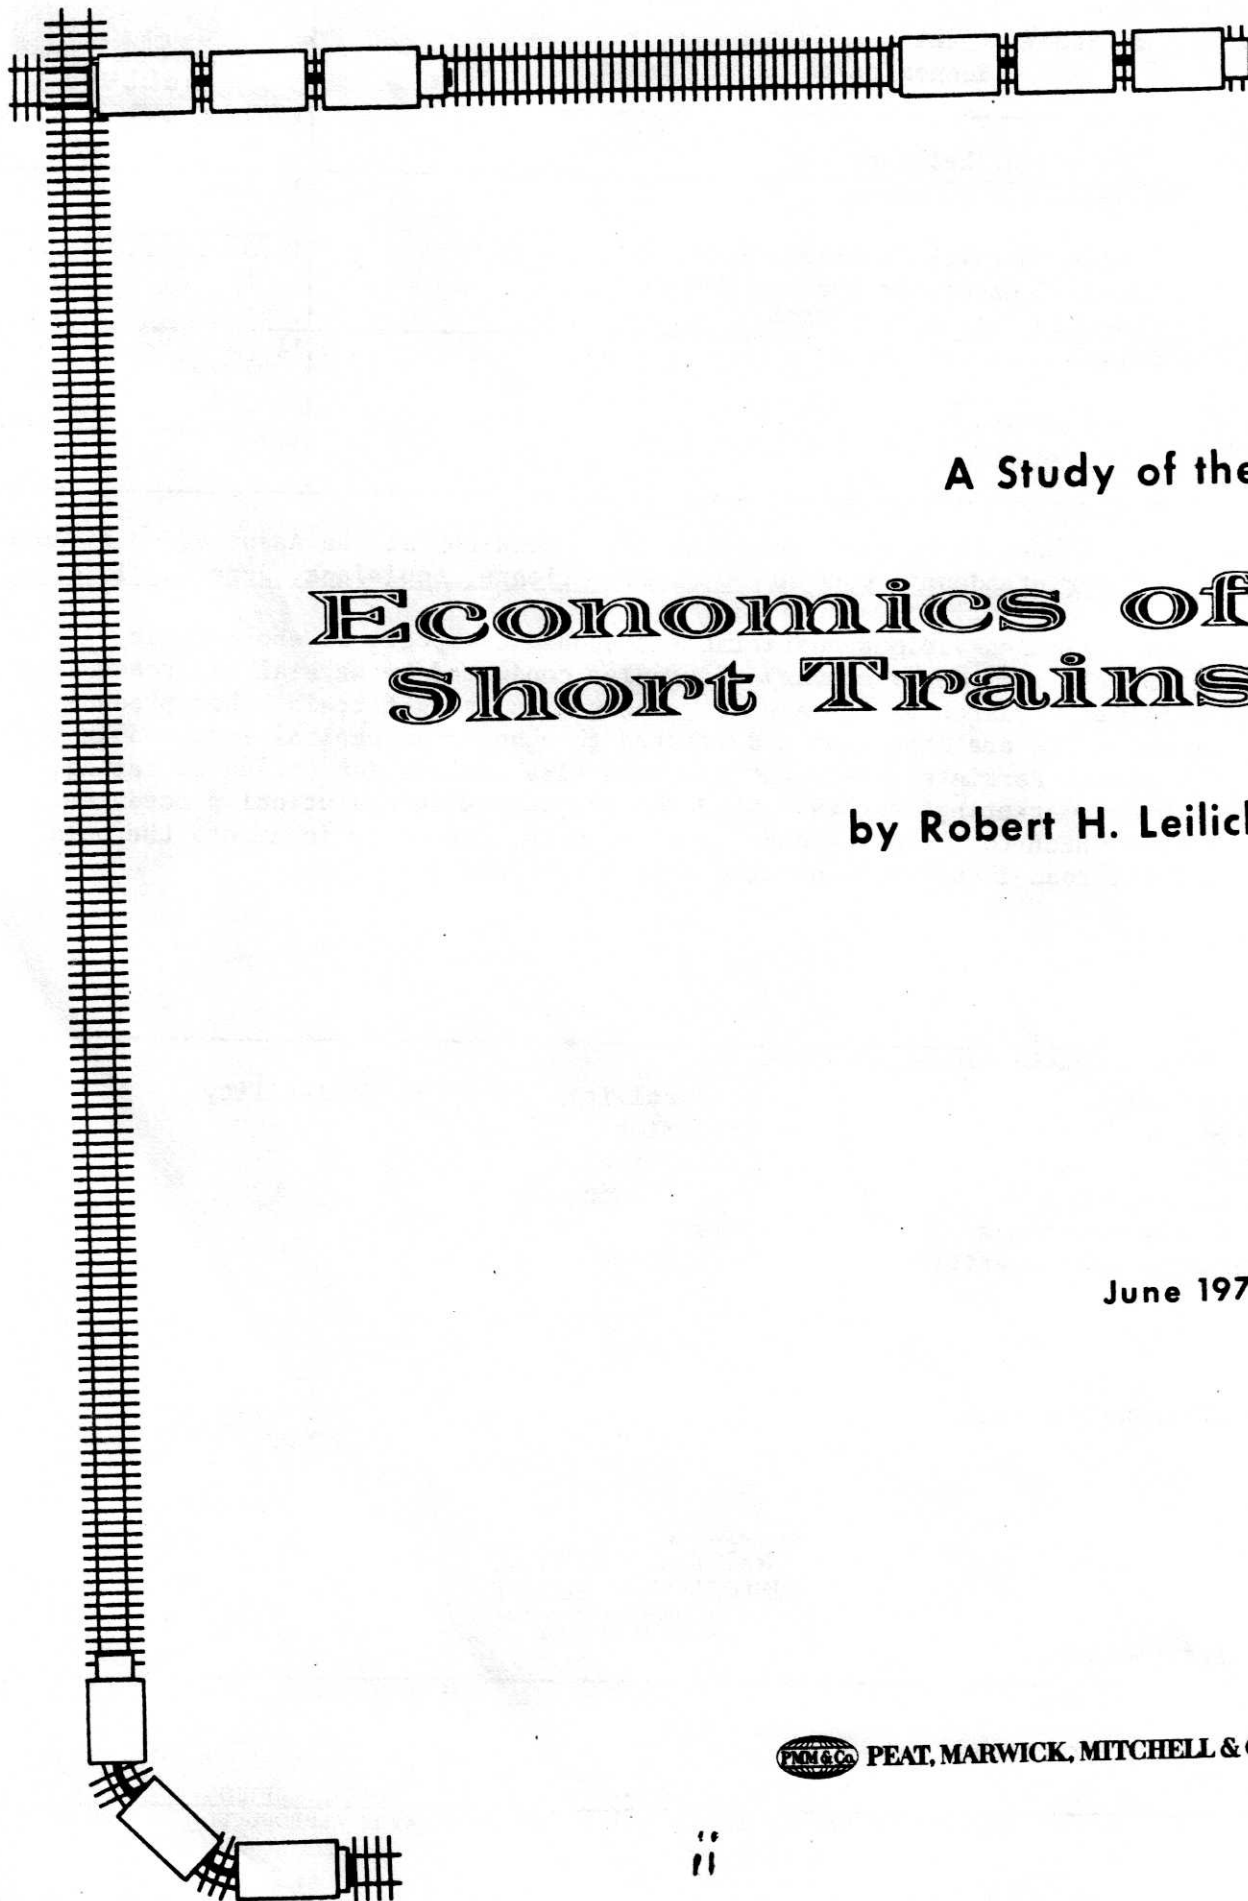 A Study of the
Economics of
Short Trains
by Robert H. Leilich
June 197
PMM&Co. PEAT, MARWICK, MITCHELL & C
ii